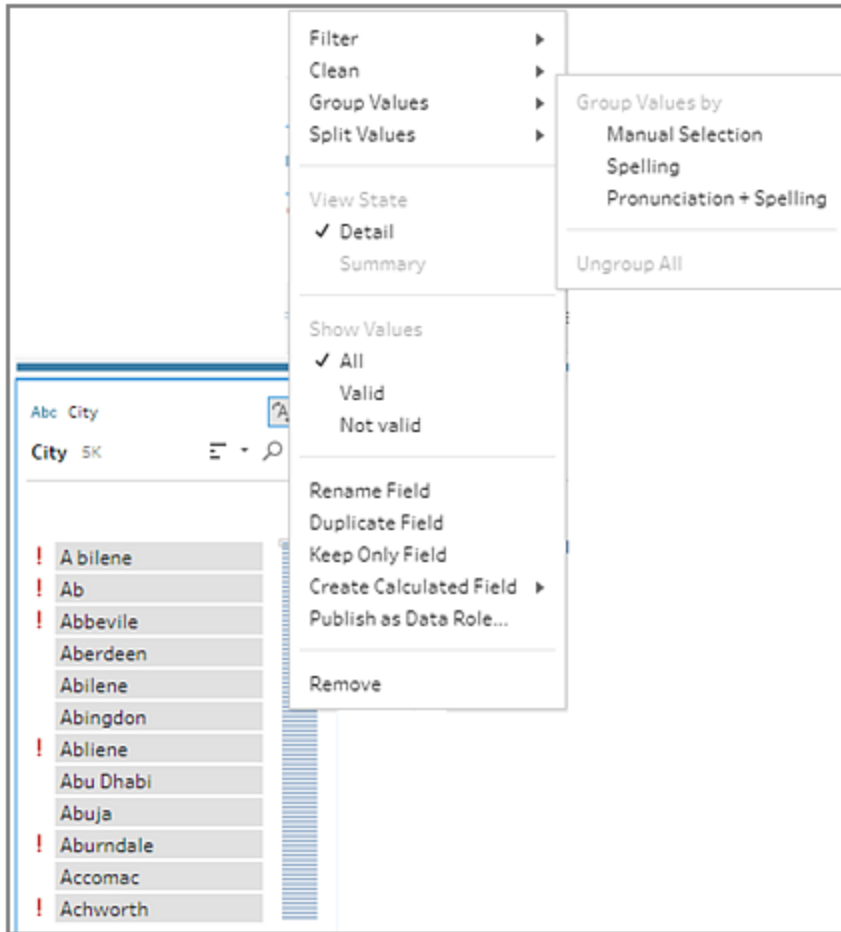 Filter
Clean
Group Values
Split Values
View State
✓ Detail
Summary
Show Values
✓ All
Valid
Not valid
Rename Field
Duplicate Field
Keep Only Field
Create Calculated Field
Publish as Data Role...
Remove
Group Values by
Manual Selection
Spelling
Pronunciation + Spelling
Ungroup All
Abc City
City 5K
! A bilene
! Ab
! Abbevile
Aberdeen
Abilene
Abingdon
! Abliene
Abu Dhabi
Abuja
! Aburndale
Accomac
! Achworth